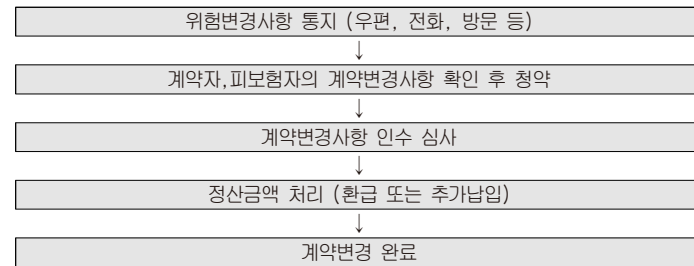 위험변경사항 통지 (우편, 전화, 방문 등)
↓
계약자,피보험자의 계약변경사항 확인 후 청약
↓
계약변경사항 인수 심사
↓
정산금액 처리 (환급 또는 추가납입)
↓
계약변경 완료